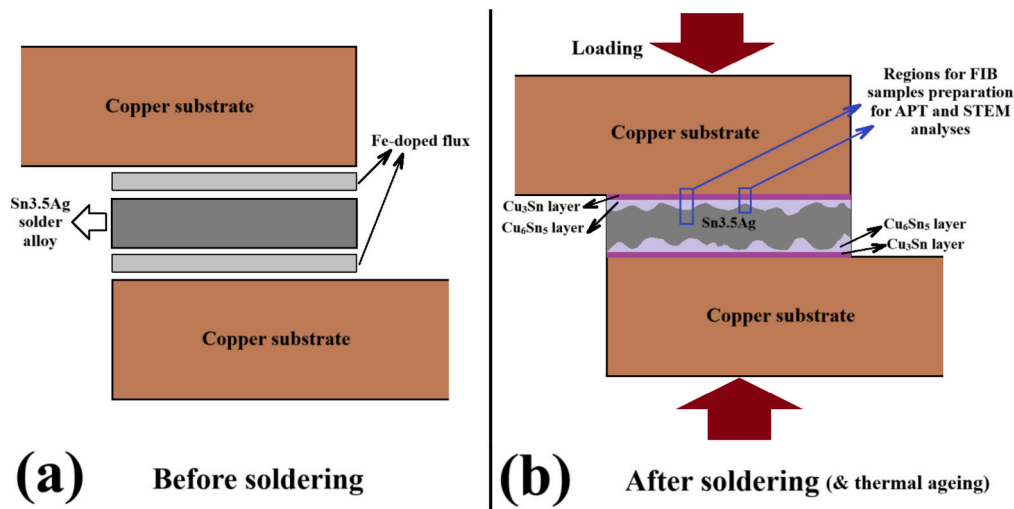 Copper substrate
Fe-doped flux
Sn3.5Ag
solder
alloy
Copper substrate
(a) Before soldering
Loading
Copper substrate
Regions for FIB
samples preparation
for APT and STEM
analyses
Cu₃Sn layer
Cu₆Sn₅ layer
Sn3.5Ag
Cu₆Sn₅ layer
Cu₃Sn layer
Copper substrate
(b) After soldering (& thermal ageing)